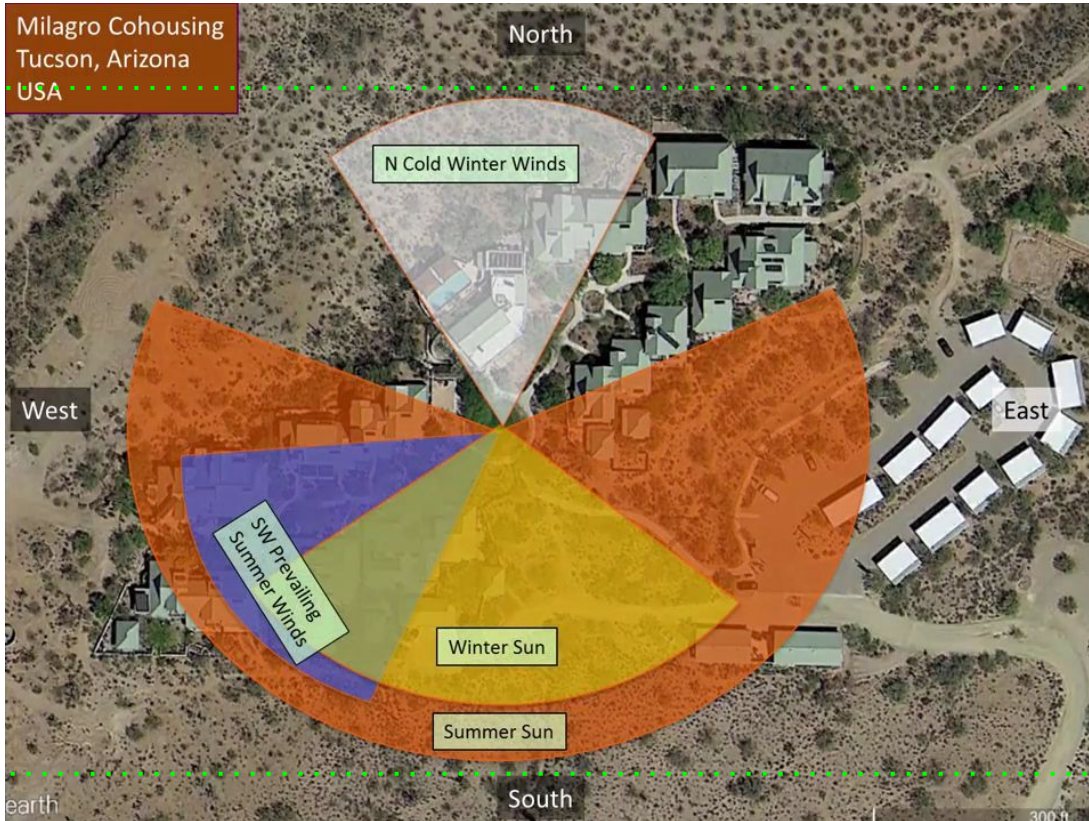 Milagro Cohousing
Tucson, Arizona
USA
North
N Cold Winter Winds
West
East
SW Prevailing
Summer Winds
Winter Sun
Summer Sun
South
earth
300 ft